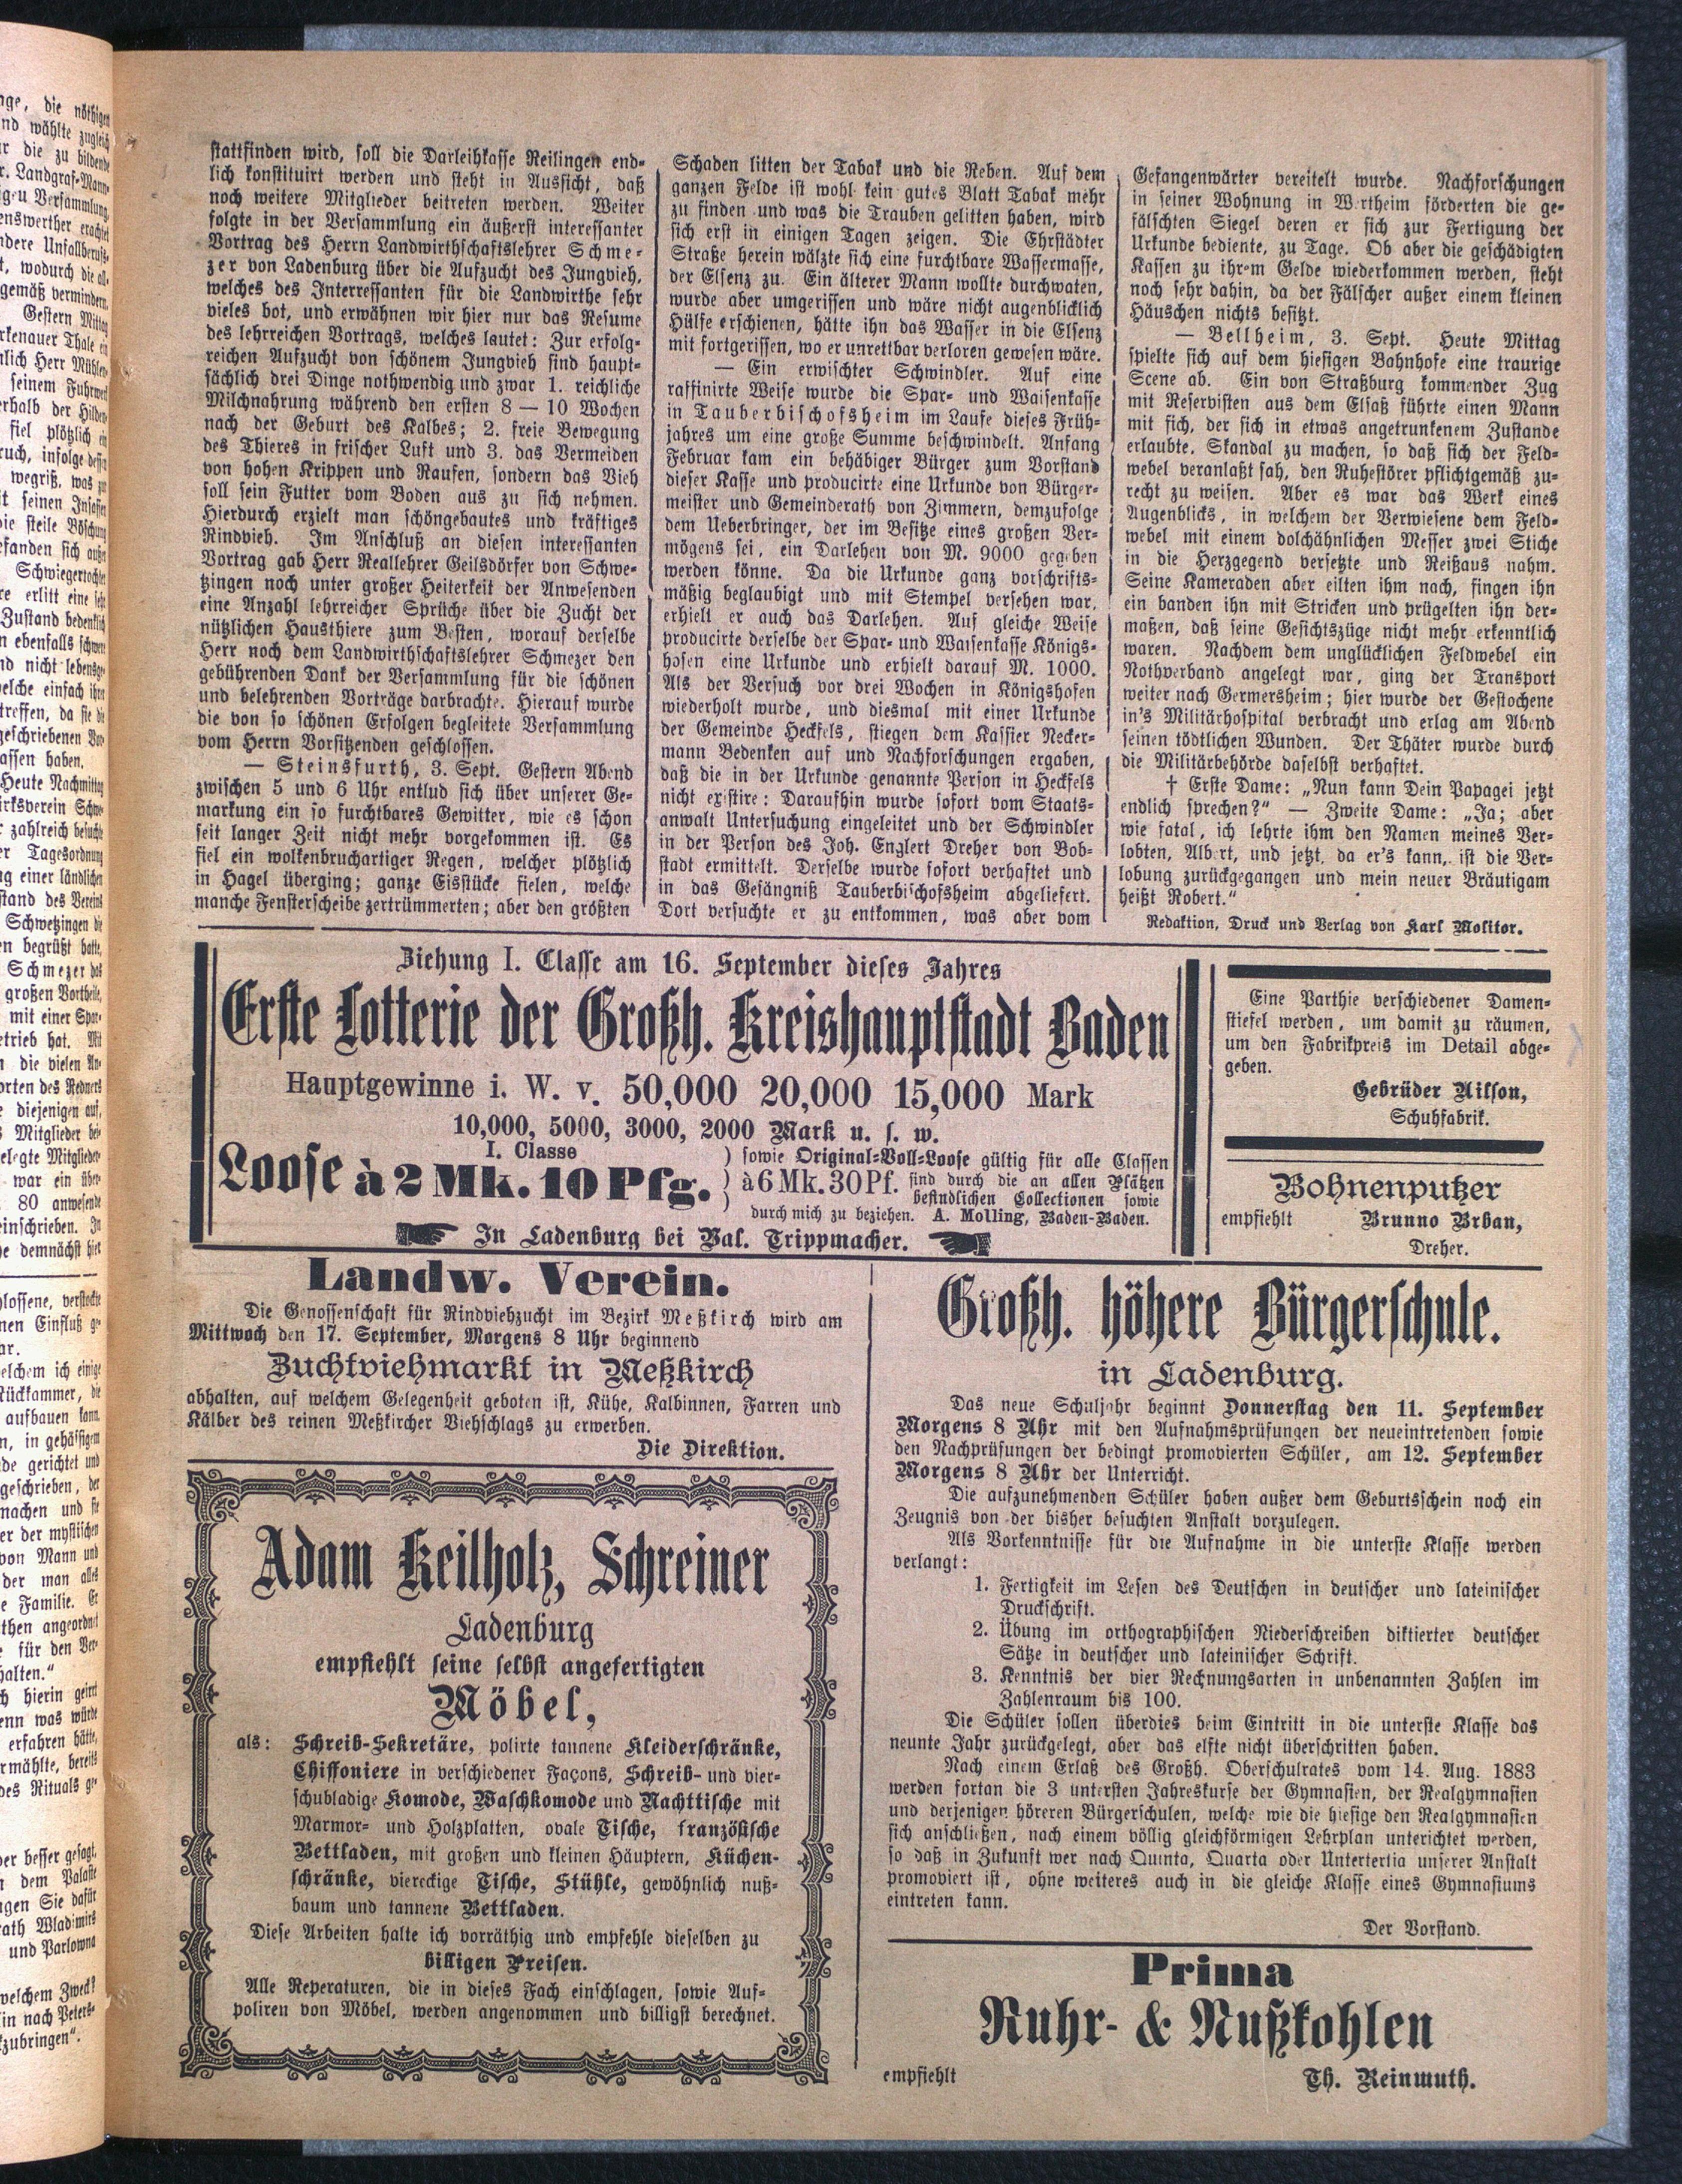 stattfinden wird, soll die Darleihkasse Reilingen end-
lich konstituirt werden und steht in Aussicht, daß
noch weitere Mitglieder beitreten werden. Weiter
folgte in der Versammlung ein äußerst interessanter
Vortrag des Herrn Landwirthschaftslehrer Schme-
zer von Ladenburg über die Aufzucht des Jungvieh,
welches des Interressanten für die Landwirthe sehr
vieles bot, und erwähnen wir hier nur das Resume
des lehrreichen Vortrags, welches lautet: Zur erfolg-
reichen Aufzucht von schönem Jungvieh sind haupt-
sächlich drei Dinge nothwendig und zwar 1. reichliche
Milchnahrung während den ersten 8 — 10 Wochen
nach der Geburt des Kalbes; 2. freie Bewegung
des Thieres in frischer Luft und 3. das Vermeiden
von hohen Krippen und Raufen, sondern das Vieh
soll sein Futter vom Boden aus zu sich nehmen.
Hierdurch erzielt man schöngebautes und kräftiges
Rindvieh. Im Anschluß an diesen interessanten
Vortrag gab Herr Reallehrer Geilsdörfer von Schwe-
tzingen noch unter großer Heiterkeit der Anwesenden
eine Anzahl lehrreicher Sprüche über die Zucht der
nützlichen Hausthiere zum Besten, worauf derselbe
Herr noch dem Landwirthschaftslehrer Schmezer den
gebührenden Dank der Versammlung für die schönen
und belehrenden Vorträge darbrachte. Hierauf wurde
die von so schönen Erfolgen begleitete Versammlung
vom Herrn Vorsitzenden geschlossen.
— Steinsfurth, 3. Sept. Gestern Abend
zwischen 5 und 6 Uhr entlud sich über unserer Ge-
markung ein so furchtbares Gewitter, wie es schon
seit langer Zeit nicht mehr vorgekommen ist. Es
fiel ein wolkenbruchartiger Regen, welcher plötzlich
in Hagel überging; ganze Eisstücke fielen, welche
manche Fensterscheibe zertrümmerten; aber den größten
Schaden litten der Tabak und die Reben. Auf dem
ganzen Felde ist wohl kein gutes Blatt Tabak mehr
zu finden und was die Trauben gelitten haben, wird
sich erst in einigen Tagen zeigen. Die Ehrstädter
Straße herein wälzte sich eine furchtbare Wassermasse,
der Elsenz zu. Ein älterer Mann wollte durchwaten,
wurde aber umgerissen und wäre nicht augenblicklich
Hülfe erschienen, hätte ihn das Wasser in die Elsenz
mit fortgerissen, wo er unrettbar verloren gewesen wäre.
— Ein erwischter Schwindler. Auf eine
raffinirte Weise wurde die Spar- und Waisenkasse
in Tauberbischofsheim im Laufe dieses Früh-
jahres um eine große Summe beschwindelt. Anfang
Februar kam ein behäbiger Bürger zum Vorstand
dieser Kasse und producirte eine Urkunde von Bürger-
meister und Gemeinderath von Zimmern, demzufolge
dem Ueberbringer, der im Besitze eines großen Ver-
mögens sei, ein Darlehen von M. 9000 gegeben
werden könne. Da die Urkunde ganz vorschrifts-
mäßig beglaubigt und mit Stempel versehen war,
erhielt er auch das Darlehen. Auf gleiche Weise
producirte derselbe der Spar- und Waisenkasse Königs-
hofen eine Urkunde und erhielt darauf M. 1000.
Als der Versuch vor drei Wochen in Königshofen
wiederholt wurde, und diesmal mit einer Urkunde
der Gemeinde Heckfels, stiegen dem Kassier Necker-
mann Bedenken auf und Nachforschungen ergaben,
daß die in der Urkunde genannte Person in Heckfels
nicht existire: Daraufhin wurde sofort vom Staats-
anwalt Untersuchung eingeleitet und der Schwindler
in der Person des Joh. Englert Dreher von Bob-
stadt ermittelt. Derselbe wurde sofort verhaftet und
in das Gefängniß Tauberbischofsheim abgeliefert.
Dort versuchte er zu entkommen, was aber vom
Gefangenwärter vereitelt wurde. Nachforschungen
in seiner Wohnung in Wertheim förderten die ge-
fälschten Siegel deren er sich zur Fertigung der
Urkunde bediente, zu Tage. Ob aber die geschädigten
Kassen zu ihrem Gelde wiederkommen werden, steht
noch sehr dahin, da der Fälscher außer einem kleinen
Häuschen nichts besitzt.
— Bellheim, 3. Sept. Heute Mittag
spielte sich auf dem hiesigen Bahnhofe eine traurige
Scene ab. Ein von Straßburg kommender Zug
mit Reservisten aus dem Elsaß führte einen Mann
mit sich, der sich in etwas angetrunkenem Zustande
erlaubte, Skandal zu machen, so daß sich der Feld-
webel veranlaßt sah, den Ruhestörer pflichtgemäß zu-
recht zu weisen. Aber es war das Werk eines
Augenblicks, in welchem der Verwiesene dem Feld-
webel mit einem dolchähnlichen Messer zwei Stiche
in die Herzgegend versetzte und Reißaus nahm.
Seine Kameraden aber eilten ihm nach, fingen ihn
ein banden ihn mit Stricken und prügelten ihn der-
maßen, daß seine Gesichtszüge nicht mehr erkenntlich
waren. Nachdem dem unglücklichen Feldwebel ein
Nothverband angelegt war, ging der Transport
weiter nach Germersheim; hier wurde der Gestochene
in's Militärhospital verbracht und erlag am Abend
seinen tödtlichen Wunden. Der Thäter wurde durch
die Militärbehörde daselbst verhaftet.
† Erste Dame: „Nun kann Dein Papagei jetzt
endlich sprechen?“ — Zweite Dame: „Ja; aber
wie fatal, ich lehrte ihm den Namen meines Ver-
lobten, Albert, und jetzt, da er's kann, ist die Ver-
lobung zurückgegangen und mein neuer Bräutigam
heißt Robert.“
Redaktion, Druck und Verlag von Karl Molitor.
Ziehung I. Classe am 16. September dieses Jahres
Erste Lotterie der Großh. Kreishauptstadt Baden
Hauptgewinne i. W. v. 50,000 20,000 15,000 Mark
10,000, 5000, 3000, 2000 Mark u. s. w.
I. Classe
Loose à 2 Mk. 10 Pfg.
sowie Original-Voll-Loose gültig für alle Classen
à 6 Mk. 30 Pf. sind durch die an allen Plätzen
befindlichen Collectionen sowie
durch mich zu beziehen. A. Molling, Baden-Baden.
In Ladenburg bei Val. Trippmacher.
Eine Parthie verschiedener Damen-
stiefel werden, um damit zu räumen,
um den Fabrikpreis im Detail abge-
geben.
Gebrüder Nilson,
Schuhfabrik.
Bohnenputzer
empfiehlt Brunno Urban,
Dreher.
Landw. Verein.
Die Genossenschaft für Rindviehzucht im Bezirk Meßkirch wird am
Mittwoch den 17. September, Morgens 8 Uhr beginnend
Zuchtviehmarkt in Meßkirch
abhalten, auf welchem Gelegenheit geboten ist, Kühe, Kalbinnen, Farren und
Kälber des reinen Meßkircher Viehschlags zu erwerben.
Die Direktion.
Adam Keilholz, Schreiner
Ladenburg
empfiehlt seine selbst angefertigten
Möbel,
als: Schreib-Sekretäre, polirte tannene Kleiderschränke,
Chiffoniere in verschiedener Façons, Schreib- und vier-
schubladige Komode, Waschkomode und Nachttische mit
Marmor- und Holzplatten, ovale Tische, französische
Bettladen, mit großen und kleinen Häuptern, Küchen-
schränke, viereckige Tische, Stühle, gewöhnlich nuß-
baum und tannene Bettladen.
Diese Arbeiten halte ich vorräthig und empfehle dieselben zu
billigen Preisen.
Alle Reperaturen, die in dieses Fach einschlagen, sowie Auf-
poliren von Möbel, werden angenommen und billigst berechnet.
Großh. höhere Bürgerschule.
in Ladenburg.
Das neue Schuljahr beginnt Donnerstag den 11. September
Morgens 8 Uhr mit den Aufnahmsprüfungen der neueintretenden sowie
den Nachprüfungen der bedingt promovierten Schüler, am 12. September
Morgens 8 Uhr der Unterricht.
Die aufzunehmenden Schüler haben außer dem Geburtsschein noch ein
Zeugnis von der bisher besuchten Anstalt vorzulegen.
Als Vorkenntnisse für die Aufnahme in die unterste Klasse werden
verlangt:
1. Fertigkeit im Lesen des Deutschen in deutscher und lateinischer
Druckschrift.
2. Übung im orthographischen Niederschreiben diktierter deutscher
Sätze in deutscher und lateinischer Schrift.
3. Kenntnis der vier Rechnungsarten in unbenannten Zahlen im
Zahlenraum bis 100.
Die Schüler sollen überdies beim Eintritt in die unterste Klasse das
neunte Jahr zurückgelegt, aber das elfte nicht überschritten haben.
Nach einem Erlaß des Großh. Oberschulrates vom 14. Aug. 1883
werden fortan die 3 untersten Jahreskurse der Gymnasien, der Realgymnasien
und derjenigen höreren Bürgerschulen, welche wie die hiesige den Realgymnasien
sich anschließen, nach einem völlig gleichförmigen Lehrplan unterichtet werden,
so daß in Zukunft wer nach Quinta, Quarta oder Untertertia unserer Anstalt
promoviert ist, ohne weiteres auch in die gleiche Klasse eines Gymnasiums
eintreten kann.
Der Vorstand.
Prima
Ruhr- & Nußkohlen
empfiehlt Th. Reinmuth.